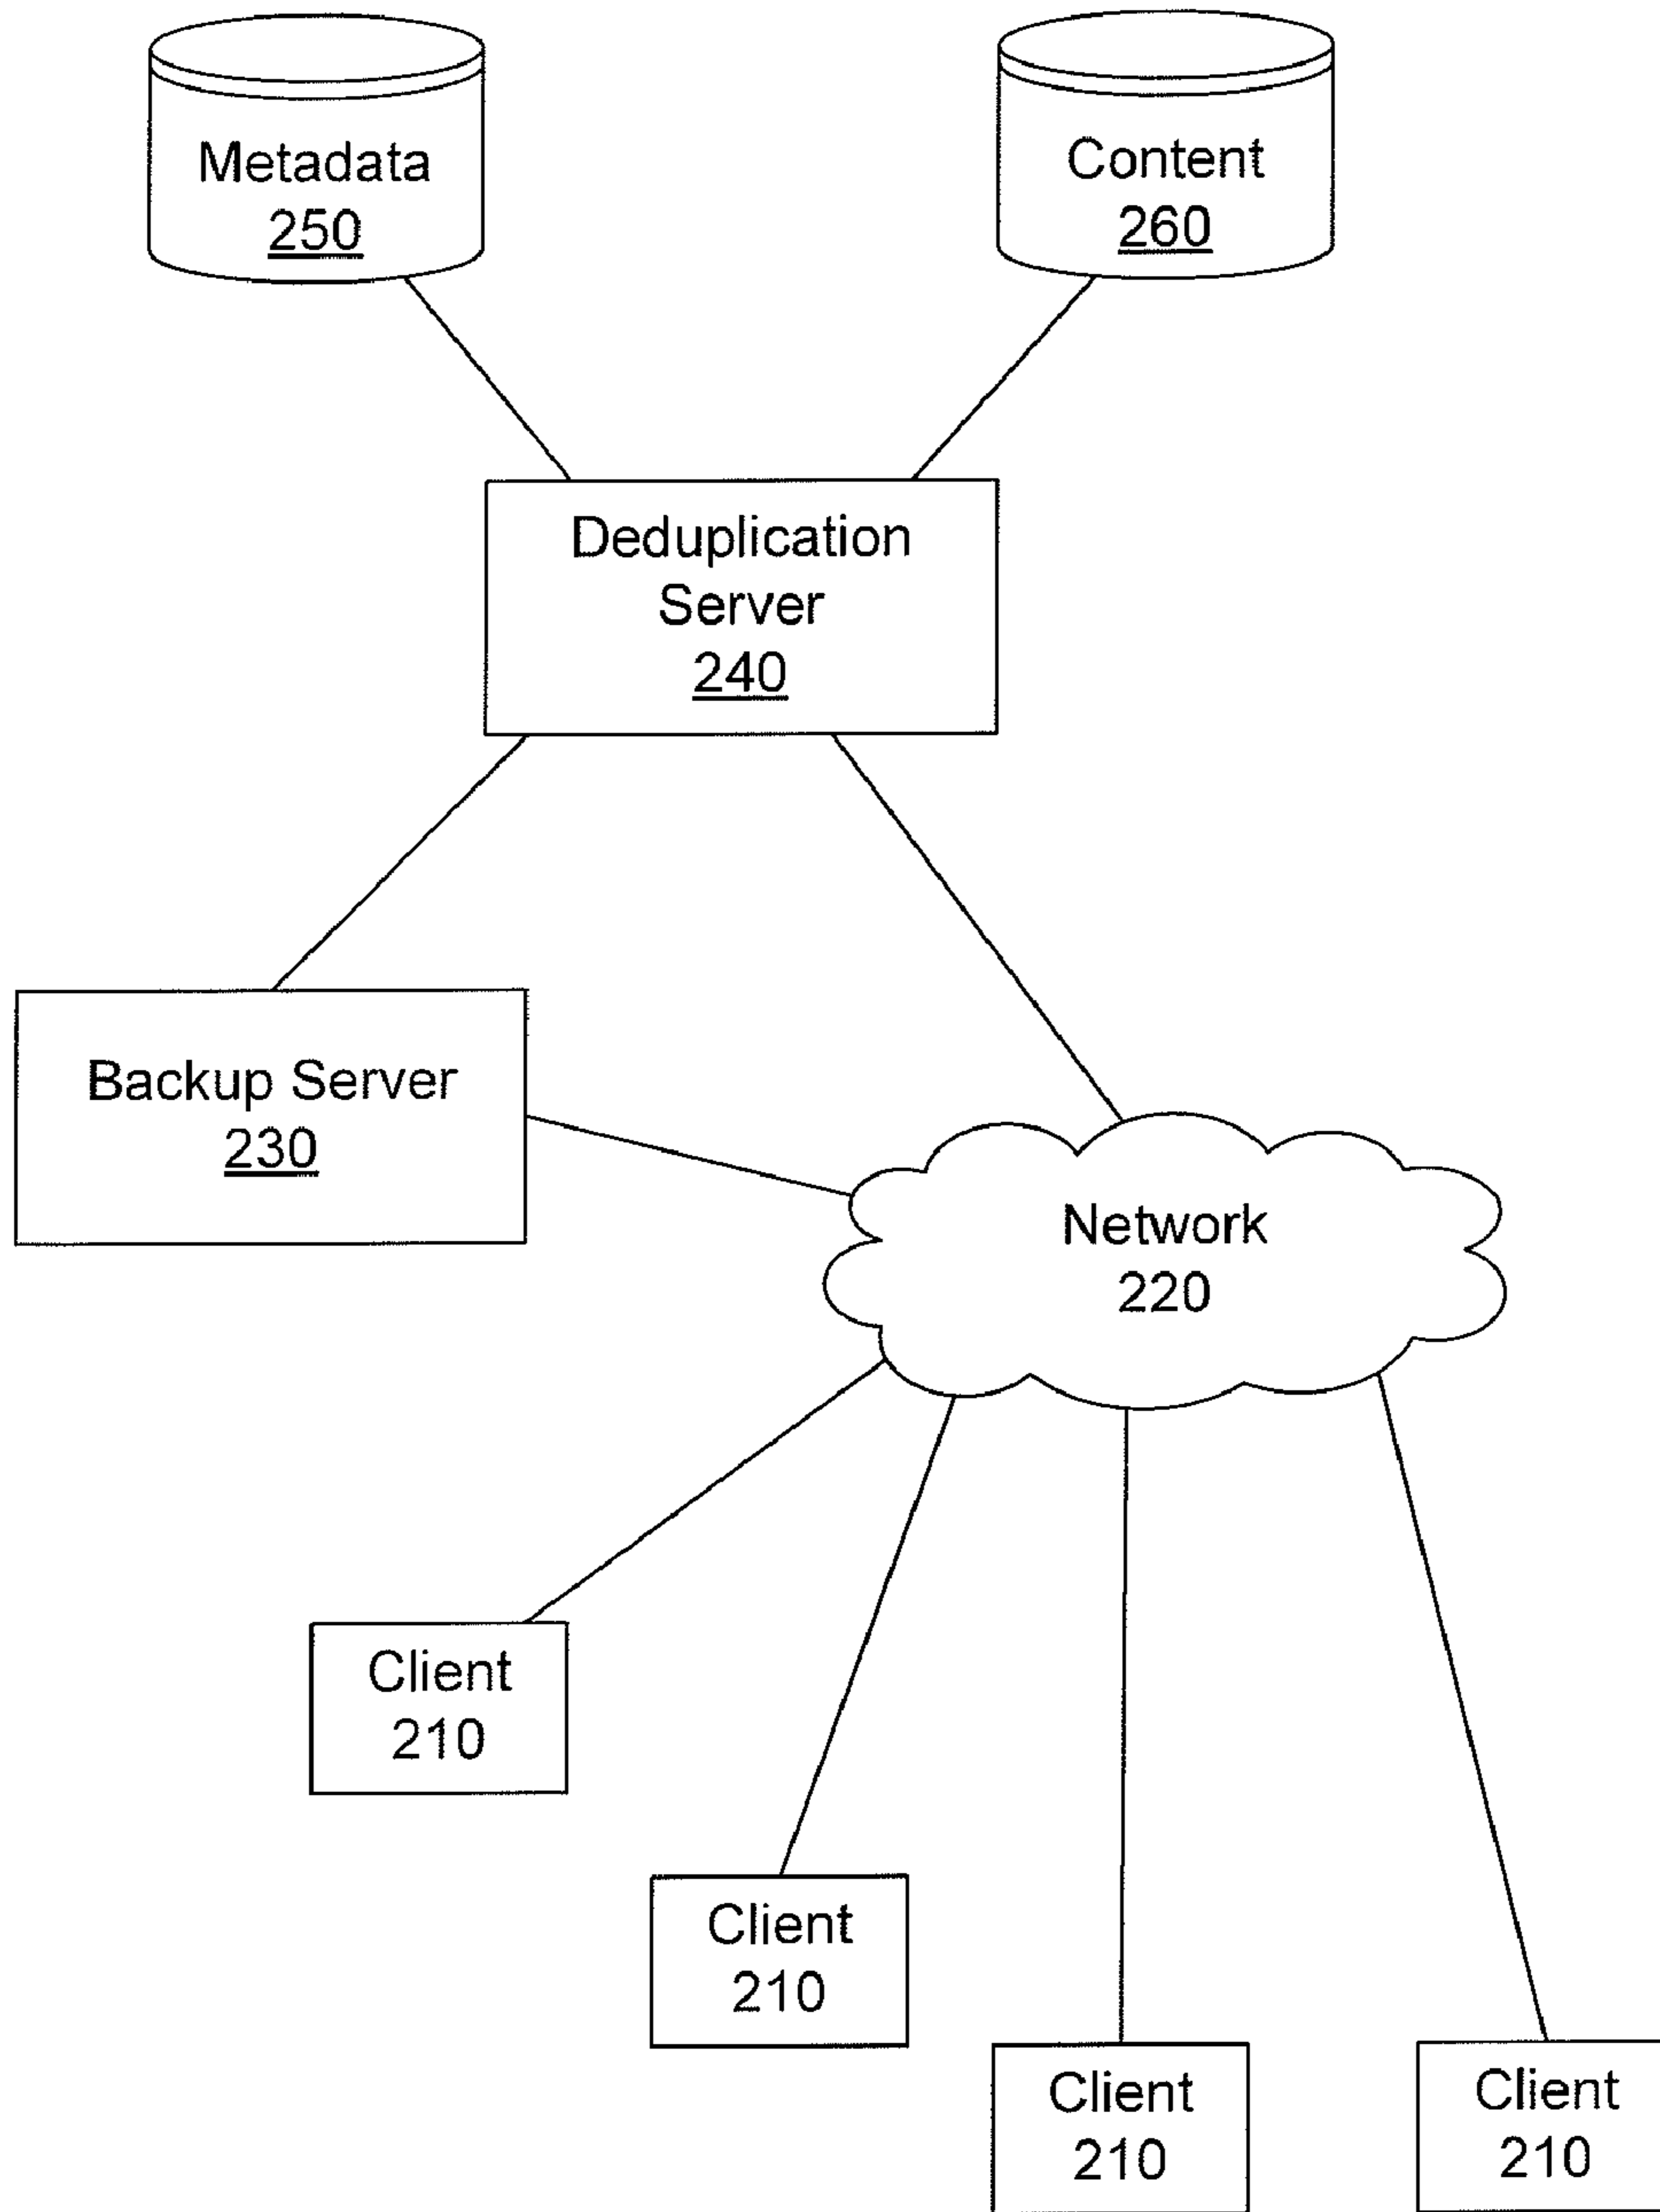 Metadata
250
Content
260
Deduplication
Server
240
Backup Server
230
Network
220
Client
210
Client
210
Client
210
Client
210